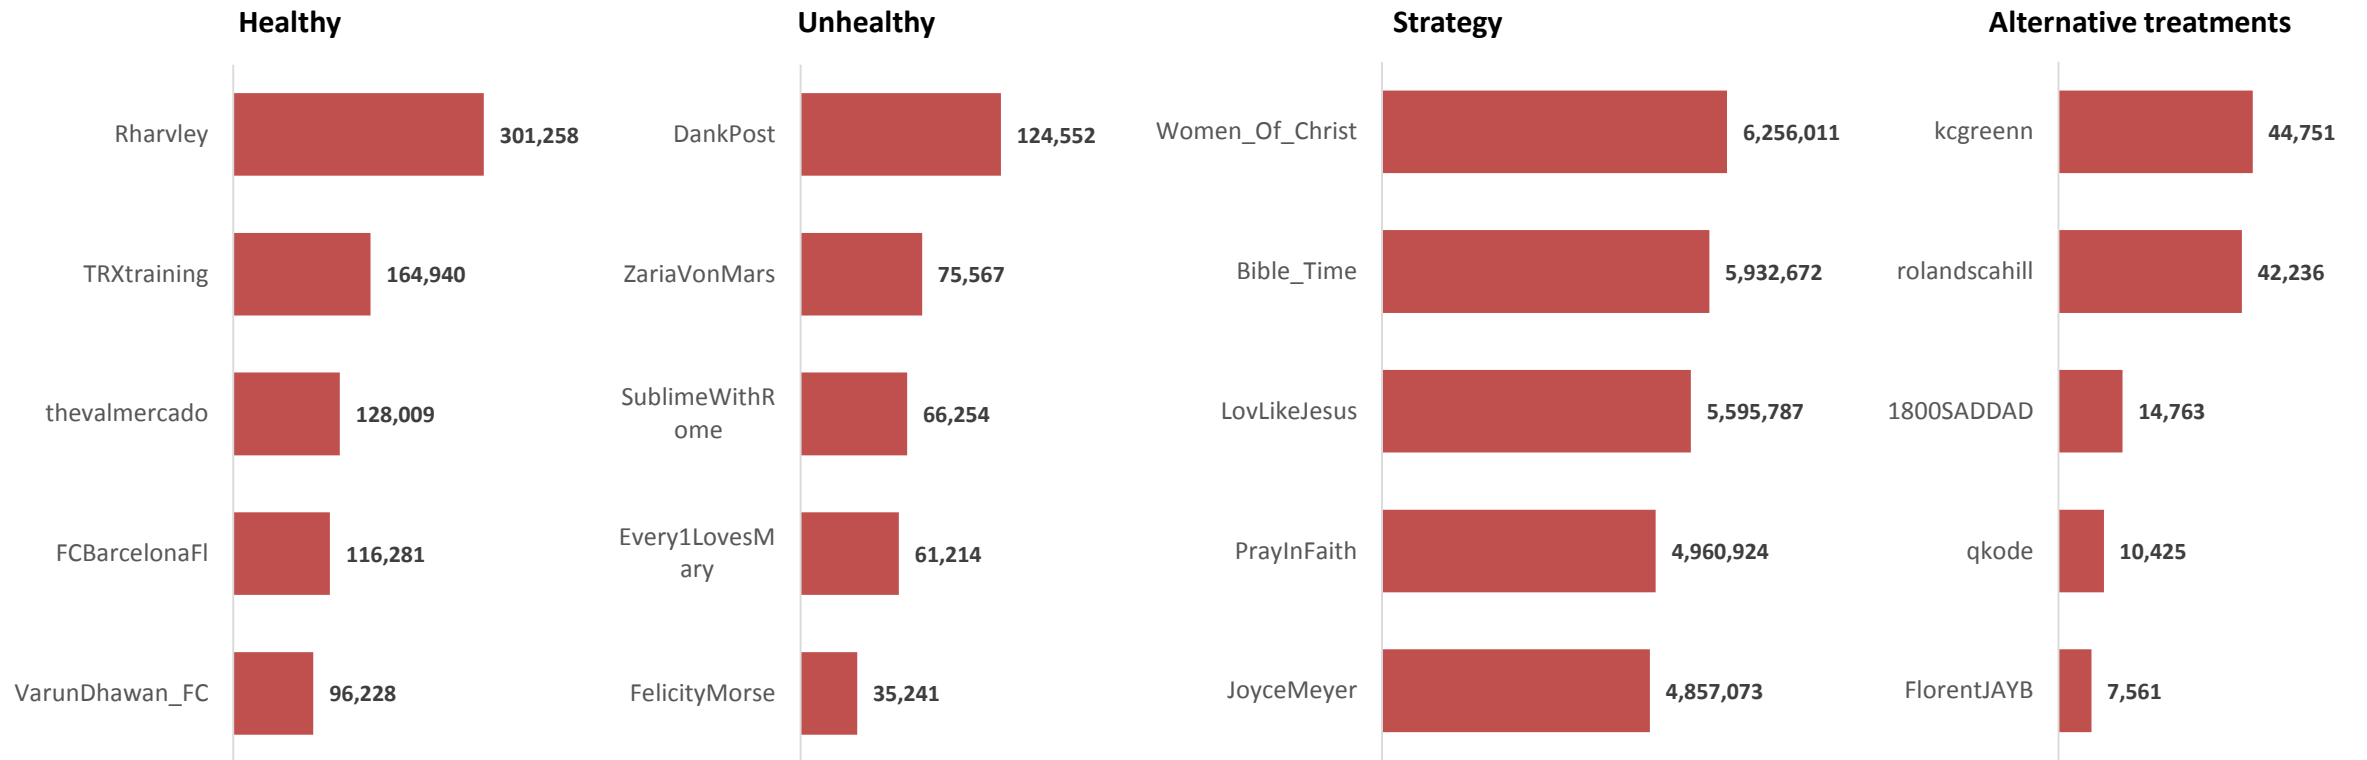 Healthy
Rharvley
301,258
TRXtraining
164,940
thevalmercado
128,009
FCBarcelonaFl
116,281
VarunDhawan_FC
96,228
Unhealthy
DankPost
124,552
ZariaVonMars
75,567
SublimeWithR
ome
66,254
Every1LovesM
ary
61,214
FelicityMorse
35,241
Strategy
Women_Of_Christ
6,256,011
Bible_Time
5,932,672
LovLikeJesus
5,595,787
PrayInFaith
4,960,924
JoyceMeyer
4,857,073
Alternative treatments
kcgreenn
44,751
rolandscahill
42,236
1800SADDAD
14,763
qkode
10,425
FlorentJAYB
7,561